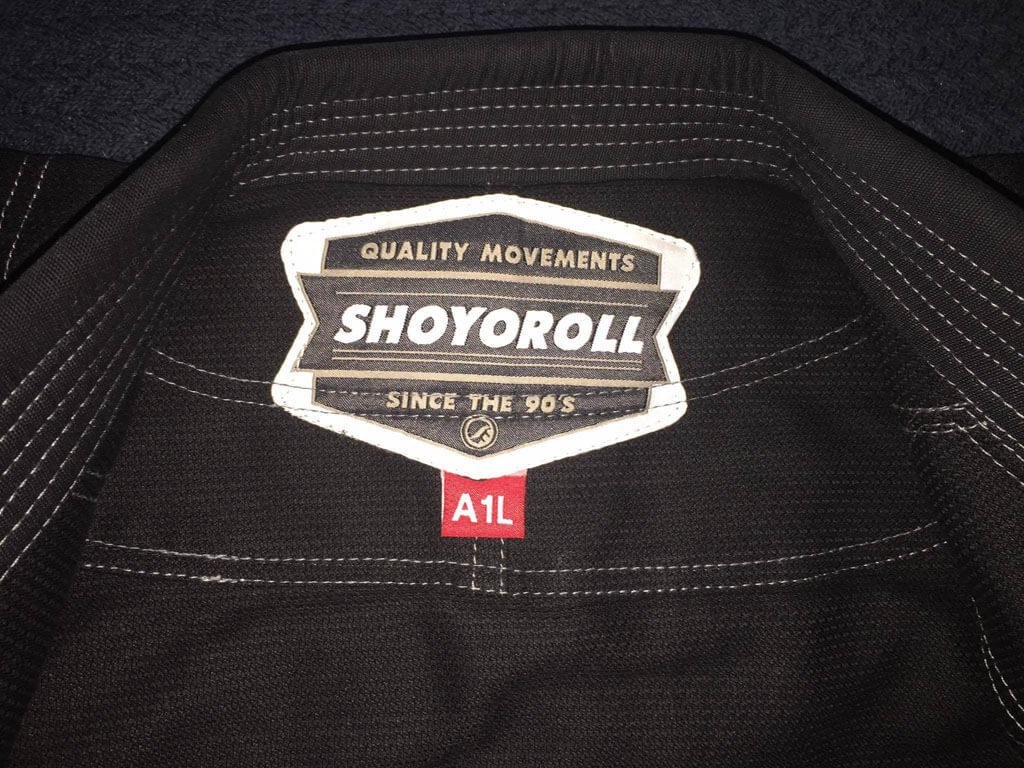 QUALITY MOVEMENTS
SHOYOROLL
SINCE THE 90'S
A1L